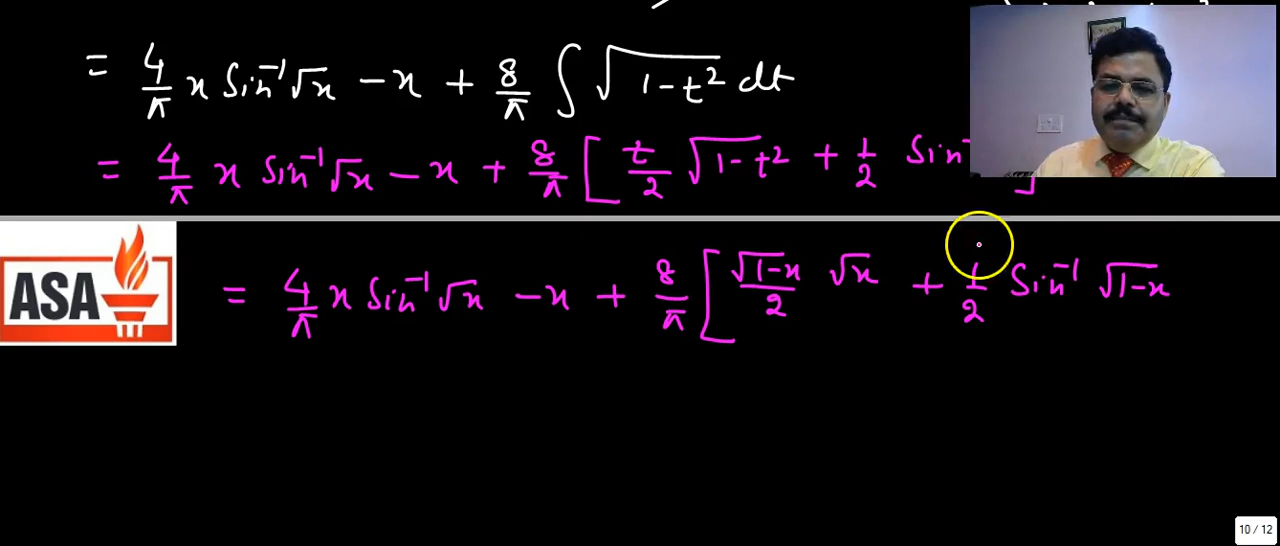 = 4/π x Sin⁻¹√x − x + 8/π ∫ √1−t² dt
= 4/π x Sin⁻¹√x − x + 8/π [ t/2 √1−t² + 1/2 Sin⁻ ]
ASA
= 4/π x Sin⁻¹√x − x + 8/π [ √1−x/2 √x + 1/2 Sin⁻¹ √1−x
10 / 12